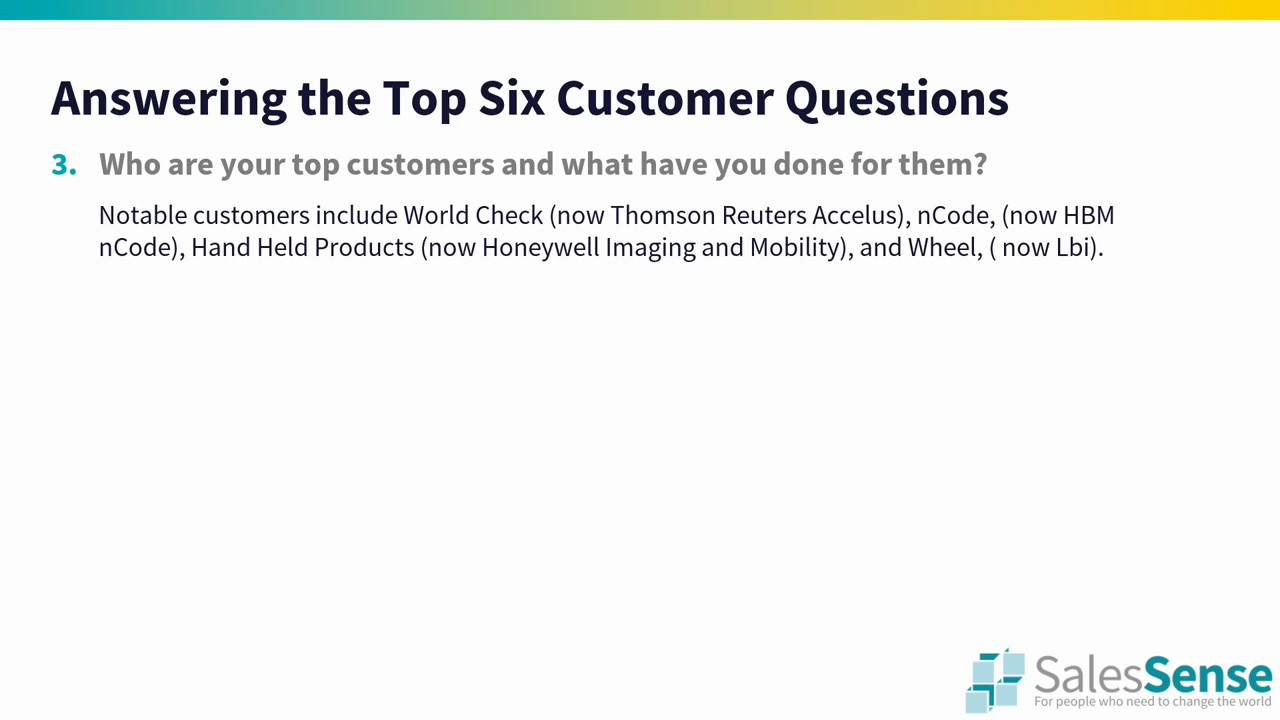 Answering the Top Six Customer Questions
3. Who are your top customers and what have you done for them?
Notable customers include World Check (now Thomson Reuters Accelus), nCode, (now HBM
nCode), Hand Held Products (now Honeywell Imaging and Mobility), and Wheel, ( now Lbi).
SalesSense
For people who need to change the world